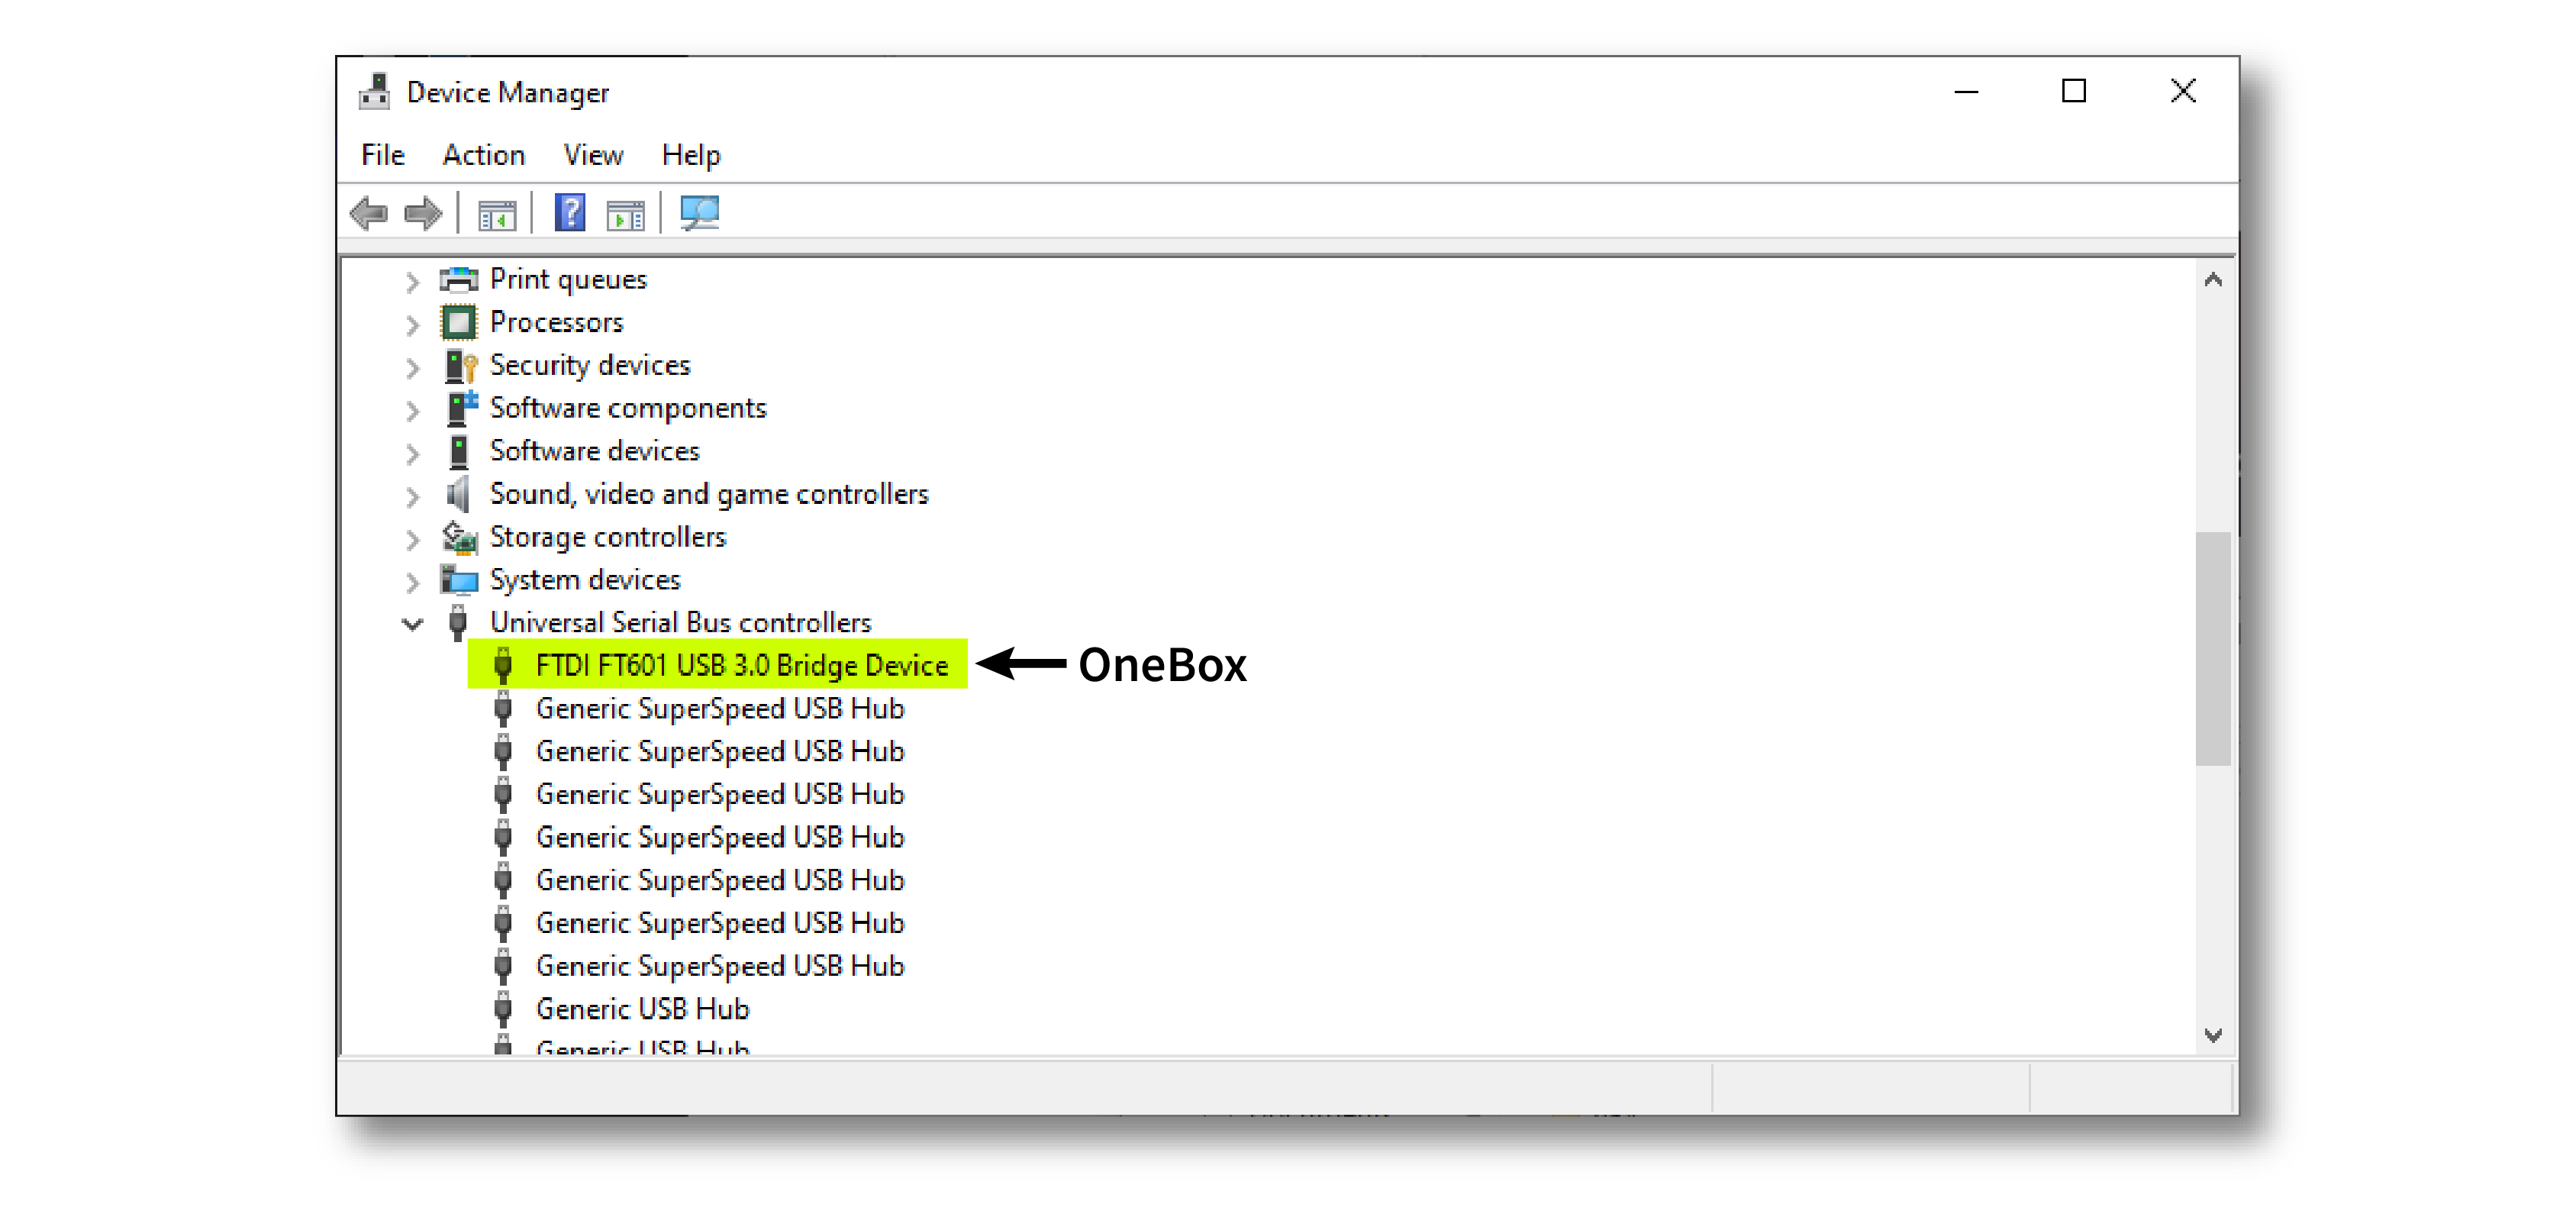 Device Manager
File Action View Help
Print queues
Processors
Security devices
Software components
Software devices
Sound, video and game controllers
Storage controllers
System devices
Universal Serial Bus controllers
FTDI FT601 USB 3.0 Bridge Device OneBox
Generic SuperSpeed USB Hub
Generic SuperSpeed USB Hub
Generic SuperSpeed USB Hub
Generic SuperSpeed USB Hub
Generic SuperSpeed USB Hub
Generic SuperSpeed USB Hub
Generic SuperSpeed USB Hub
Generic USB Hub
Generic USB Hub